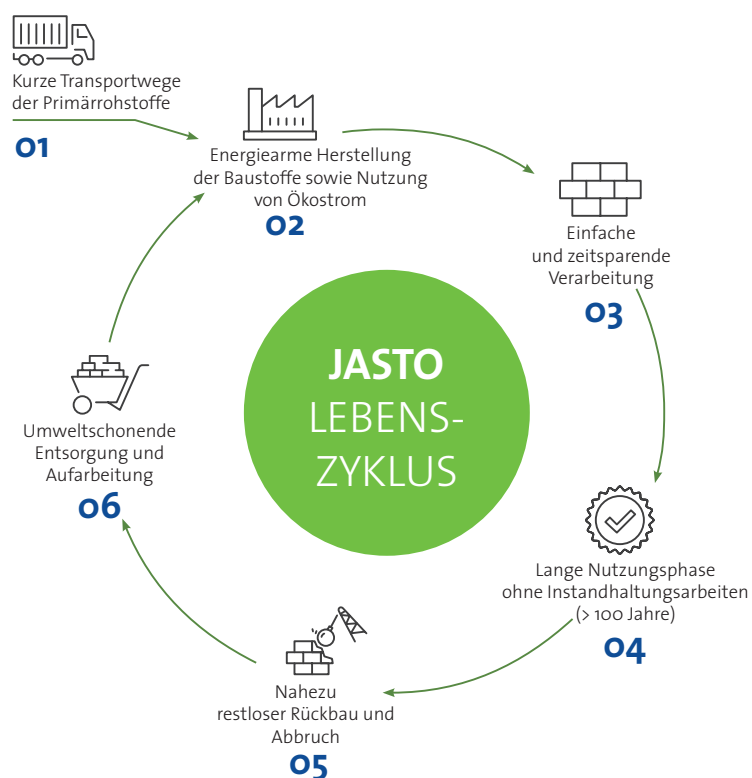 Kurze Transportwege
der Primärrohstoffe
01
Energiearme Herstellung
der Baustoffe sowie Nutzung
von Ökostrom
02
Einfache
und zeitsparende
Verarbeitung
03
JASTO
LEBENS-
ZYKLUS
Lange Nutzungsphase
ohne Instandhaltungsarbeiten
(> 100 Jahre)
04
Nahezu
restloser Rückbau und
Abbruch
05
Umweltschonende
Entsorgung und
Aufarbeitung
06